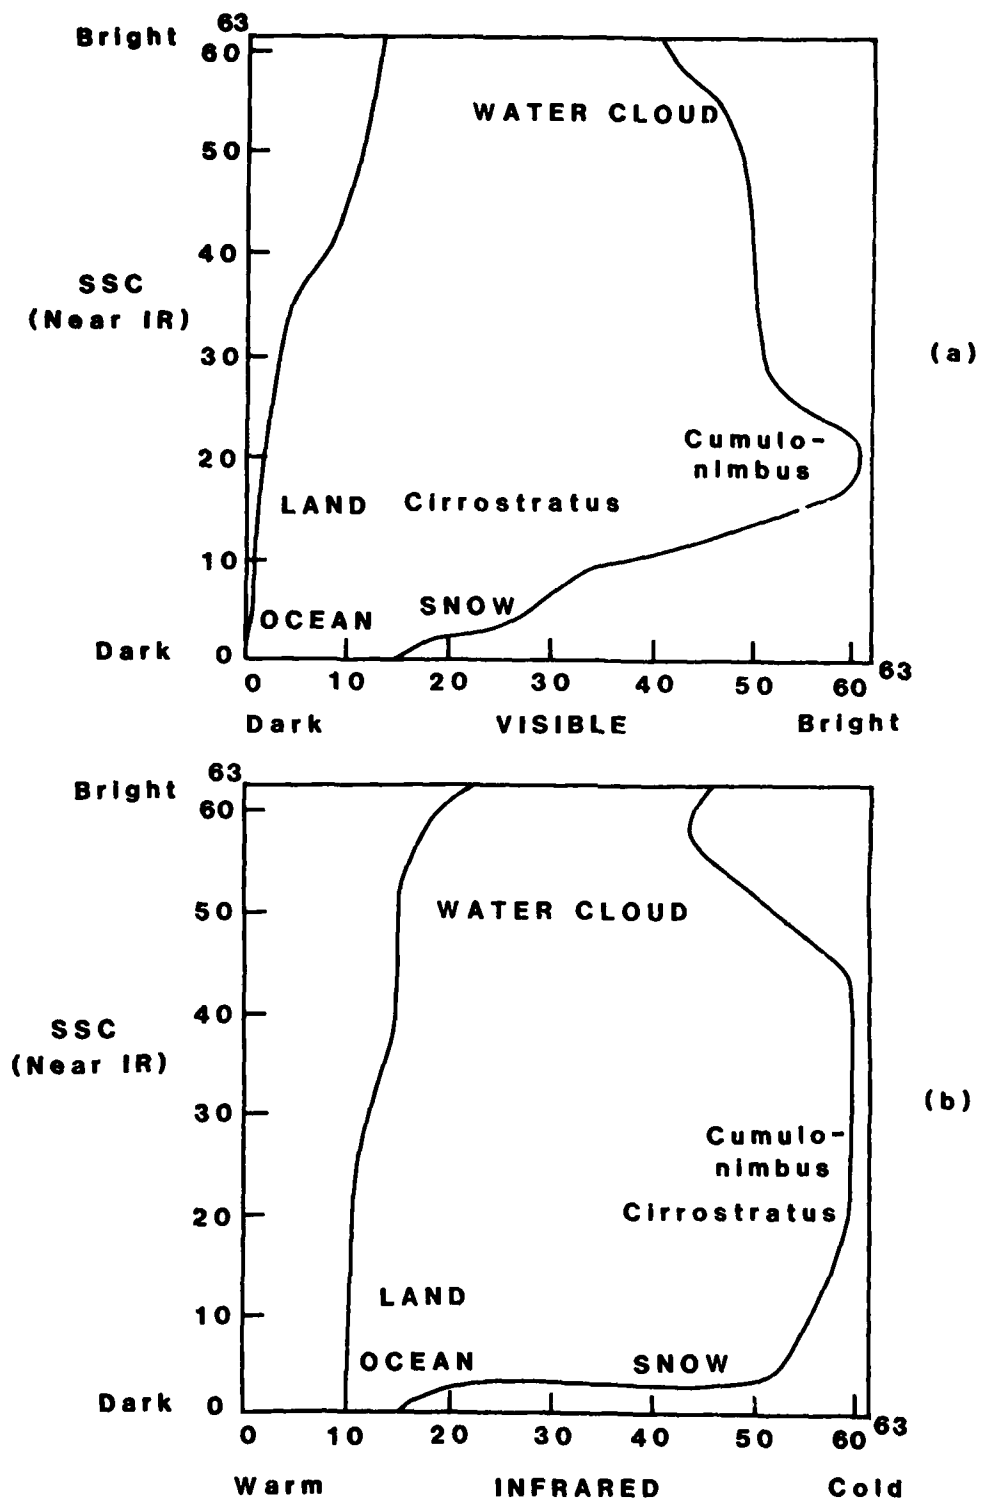 63
Bright
60
WATER CLOUD
50
40
SSC
(Near IR)
30
(a)
Cumulo-
nimbus
20
LAND Cirrostratus
10
SNOW
OCEAN
Dark 0
0 10 20 30 40 50 60 63
Dark VISIBLE Bright
63
Bright
60
50 WATER CLOUD
40
SSC
(Near IR)
30
(b)
Cumulo-
nimbus
20 Cirrostratus
LAND
10
OCEAN SNOW
Dark 0
0 10 20 30 40 50 60 63
Warm INFRARED Cold